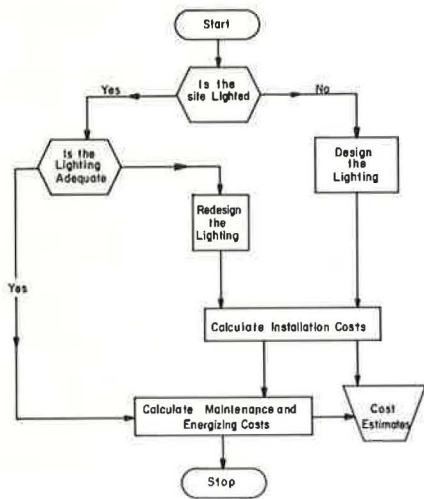 Start
Is the
site Lighted
Yes
No
Is the
Lighting
Adequate
Design
the
Lighting
Redesign
the
Lighting
Yes
Calculate Installation Costs
Calculate Maintenance and
Energizing Costs
Cost
Estimates
Stop